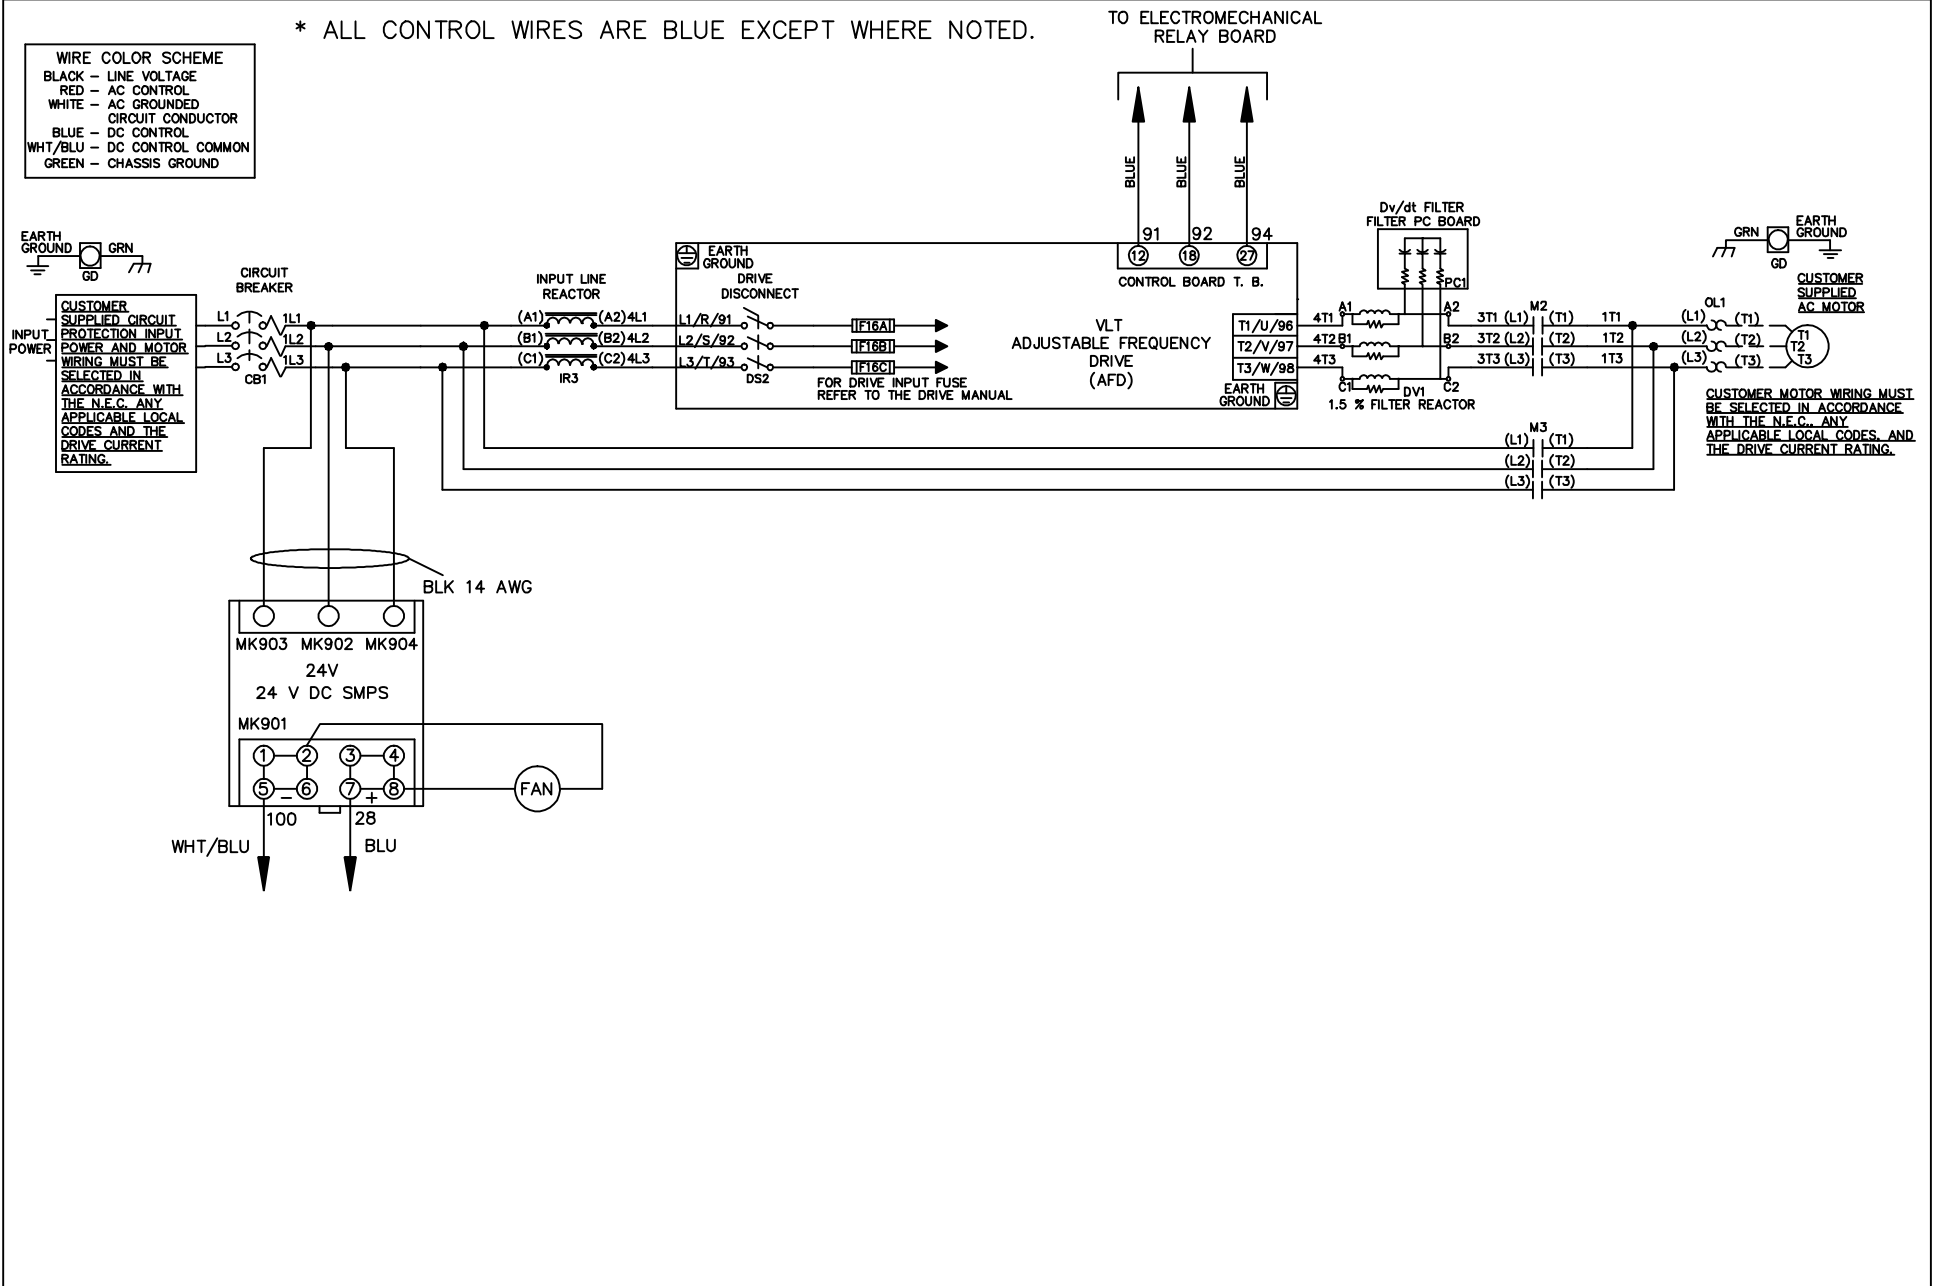 * ALL CONTROL WIRES ARE BLUE EXCEPT WHERE NOTED.
TO ELECTROMECHANICAL
RELAY BOARD
WIRE COLOR SCHEME
BLACK – LINE VOLTAGE
RED – AC CONTROL
WHITE – AC GROUNDED
CIRCUIT CONDUCTOR
BLUE – DC CONTROL
WHT/BLU – DC CONTROL COMMON
GREEN – CHASSIS GROUND
BLUE
BLUE
BLUE
91
92
94
12
18
27
CONTROL BOARD T. B.
EARTH
GROUND
GRN
GD
CIRCUIT
BREAKER
INPUT
POWER
CUSTOMER
SUPPLIED CIRCUIT
PROTECTION INPUT
POWER AND MOTOR
WIRING MUST BE
SELECTED IN
ACCORDANCE WITH
THE N.E.C. ANY
APPLICABLE LOCAL
CODES AND THE
DRIVE CURRENT
RATING.
L1
1L1
L2
1L2
L3
1L3
CB1
INPUT LINE
REACTOR
(A1)
(A2)
4L1
(B1)
(B2)
4L2
(C1)
(C2)
4L3
IR3
EARTH
GROUND
DRIVE
DISCONNECT
L1/R/91
L2/S/92
L3/T/93
DS2
F16A
F16B
F16C
FOR DRIVE INPUT FUSE
REFER TO THE DRIVE MANUAL
VLT
ADJUSTABLE FREQUENCY
DRIVE
(AFD)
T1/U/96
T2/V/97
T3/W/98
EARTH
GROUND
Dv/dt FILTER
FILTER PC BOARD
PC1
4T1
A1
A2
4T2
B1
B2
4T3
C1
C2
DV1
1.5 % FILTER REACTOR
M2
3T1
(L1)
(T1)
1T1
3T2
(L2)
(T2)
1T2
3T3
(L3)
(T3)
1T3
M3
(L1)
(T1)
(L2)
(T2)
(L3)
(T3)
GRN
EARTH
GROUND
GD
CUSTOMER
SUPPLIED
AC MOTOR
OL1
(L1)
(T1)
(L2)
(T2)
(L3)
(T3)
T1
T2
T3
CUSTOMER MOTOR WIRING MUST
BE SELECTED IN ACCORDANCE
WITH THE N.E.C.. ANY
APPLICABLE LOCAL CODES, AND
THE DRIVE CURRENT RATING.
BLK 14 AWG
MK903
MK902
MK904
24V
24 V DC SMPS
MK901
1
2
3
4
5
–
6
7
+
8
FAN
100
28
WHT/BLU
BLU